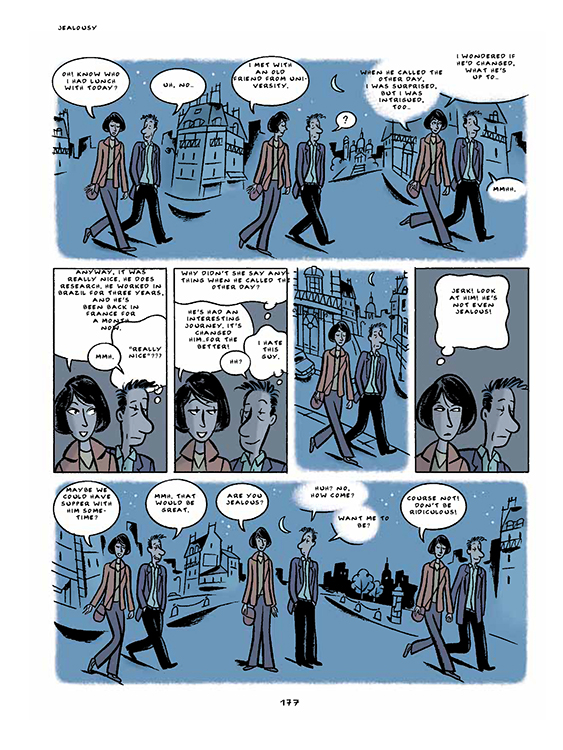 JEALOUSY
OH! KNOW WHO
I HAD LUNCH
WITH TODAY?
UH, NO..
I MET WITH
AN OLD
FRIEND FROM UNI-
VERSITY.
?
WHEN HE CALLED THE
OTHER DAY,
I WAS SURPRISED,
BUT I WAS
INTRIGUED,
TOO..
I WONDERED IF
HE'D CHANGED,
WHAT HE'S
UP TO..
MMHH.
ANYWAY, IT WAS
REALLY NICE, HE DOES
RESEARCH, HE WORKED IN
BRAZIL FOR THREE YEARS,
AND HE'S
BEEN BACK IN
FRANCE FOR
A MONTH
NOW.
MMH.
"REALLY
NICE"???
WHY DIDN'T SHE SAY ANY-
THING WHEN HE CALLED THE
OTHER DAY?
HE'S HAD AN
INTERESTING
JOURNEY, IT'S
CHANGED
HIM..FOR THE
BETTER!
HH?
I HATE
THIS
GUY.
JERK! LOOK
AT HIM! HE'S
NOT EVEN
JEALOUS!
MAYBE WE
COULD HAVE
SUPPER WITH
HIM SOME-
TIME?
MMH, THAT
WOULD BE
GREAT.
ARE YOU
JEALOUS?
HUH? NO,
HOW COME?
WANT ME TO
BE?
COURSE NOT!
DON'T BE
RIDICULOUS!
177